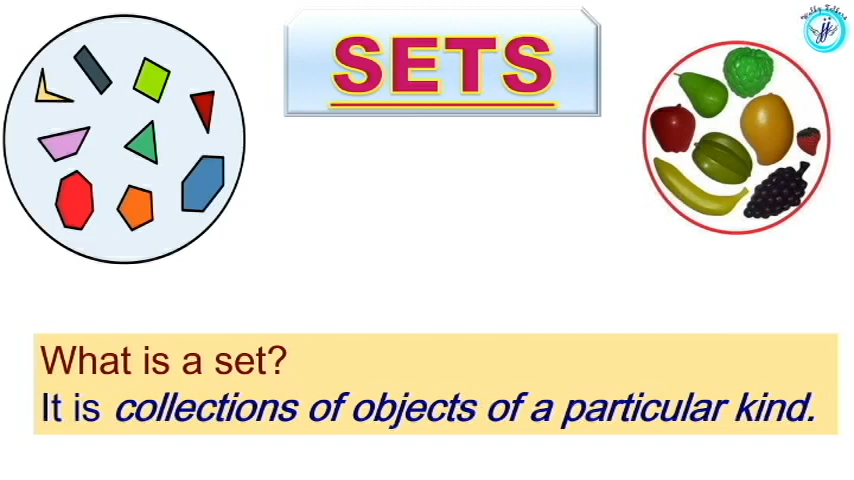 SETS
What is a set?
It is collections of objects of a particular kind.